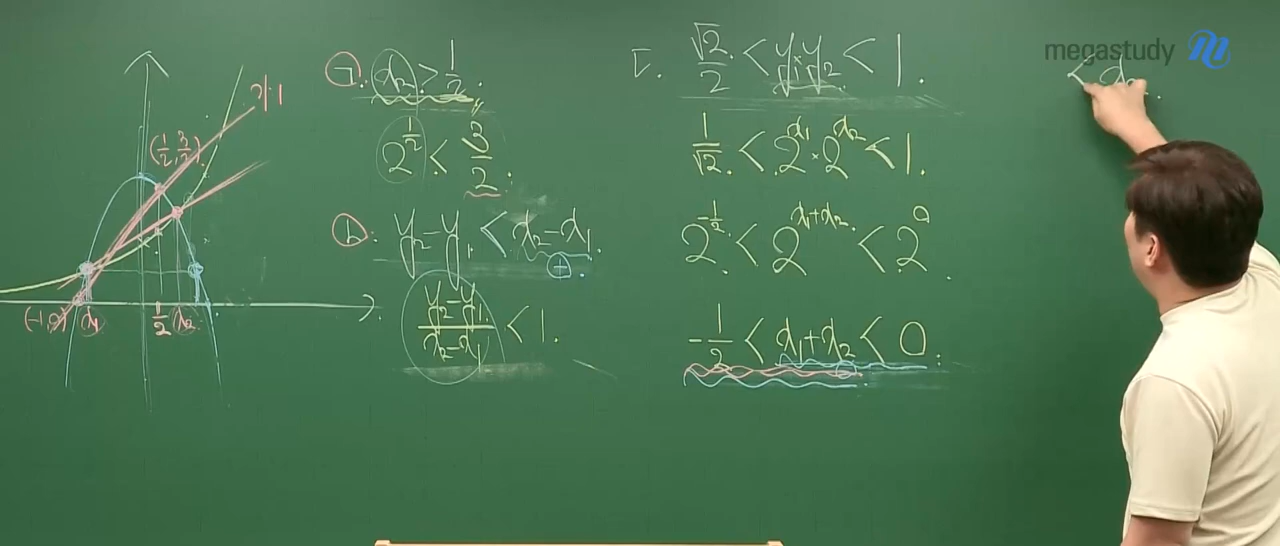 (1/2, 3/2)
(-1, 0)
x₁
1/2
x₂
ㄱ. x₂ > 1/2.
2^(1/2) < 3/2.
ㄴ. y₂-y₁ < x₂-x₁.
+
(y₂-y₁)/(x₂-x₁) < 1.
ㄷ. √2/2 < y₁×y₂ < 1.
1/√2 < 2^(x₁) × 2^(x₂) < 1.
2^(-1/2) < 2^(x₁+x₂) < 2^0
-1/2 < x₁+x₂ < 0.
megastudy